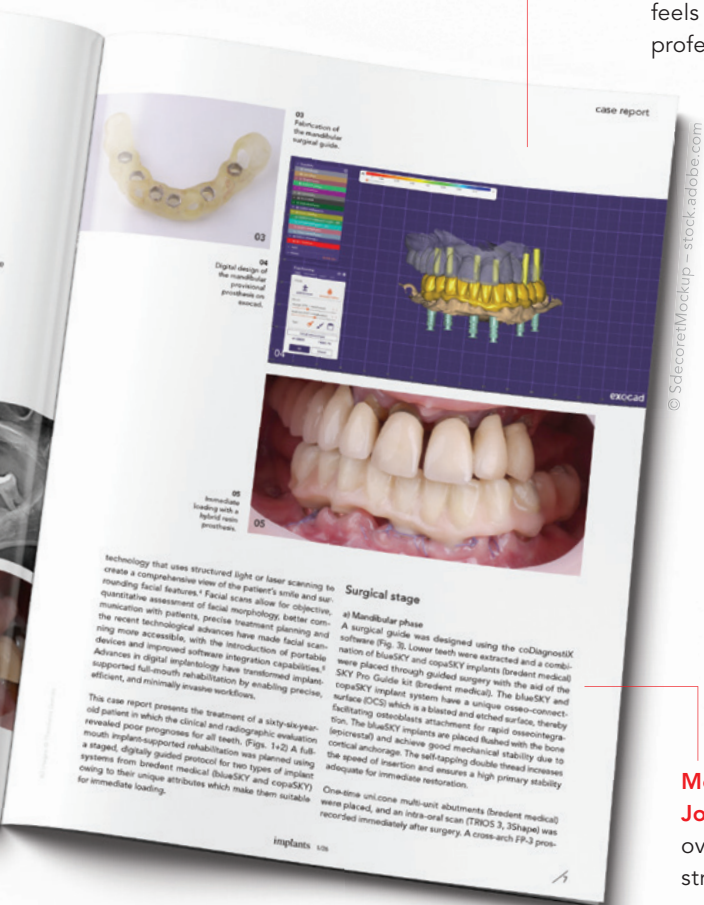 feels
profe
case report
© SdecoretMockup – stock.adobe.com
03
Fabrication of
the mandibular
surgical guide.
03
04
Digital design of
the mandibular
provisional
prosthesis on
exocad.
04
exocad
05
Immediate
loading with a
hybrid resin
prosthesis.
05
technology that uses structured light or laser scanning to
create a comprehensive view of the patient's smile and sur-
rounding facial features.⁴ Facial scans allow for objective,
quantitative assessment of facial morphology, better com-
munication with patients, precise treatment planning and
the recent technological advances have made facial scan-
ning more accessible, with the introduction of portable
devices and improved software integration capabilities.⁵
Advances in digital implantology have transformed implant-
supported full-mouth rehabilitation by enabling precise,
efficient, and minimally invasive workflows.
This case report presents the treatment of a sixty-six-year-
old patient in which the clinical and radiographic evaluation
revealed poor prognoses for all teeth. (Figs. 1+2) A full-
mouth implant-supported rehabilitation was planned using
a staged, digitally guided protocol for two types of implant
systems from bredent medical (blueSKY and copaSKY)
owing to their unique attributes which make them suitable
for immediate loading.
Surgical stage
a) Mandibular phase
A surgical guide was designed using the coDiagnostiX
software (Fig. 3). Lower teeth were extracted and a combi-
nation of blueSKY and copaSKY implants (bredent medical)
were placed through guided surgery with the aid of the
SKY Pro Guide kit (bredent medical). The blueSKY and
copaSKY implant system have a unique osseo-connect-
surface (OCS) which is a blasted and etched surface, thereby
facilitating osteoblasts attachment for rapid osseointegra-
tion. The blueSKY implants are placed flushed with the bone
(epicrestal) and achieve good mechanical stability due to
cortical anchorage. The self-tapping double thread increases
the speed of insertion and ensures a high primary stability
adequate for immediate restoration.
One-time uni.cone multi-unit abutments (bredent medical)
were placed, and an intra-oral scan (TRIOS 3, 3Shape) was
recorded immediately after surgery. A cross-arch FP-3 pros-
implants
Jo
ov
str